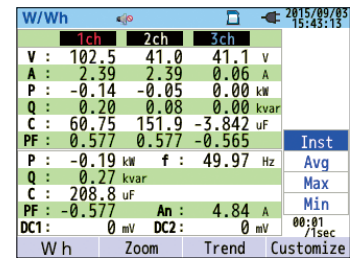 W/Wh 2015/09/03
15:43:13
1ch 2ch 3ch
V : 102.5 41.0 41.1 V
A : 2.39 2.39 0.06 A
P : -0.14 -0.05 0.00 kW
Q : 0.20 0.08 0.00 kvar
C : 60.75 151.9 -3.842 uF
PF : 0.577 0.577 -0.565
P : -0.19 kW f : 49.97 Hz
Q : 0.27 kvar
C : 208.8 uF
PF : -0.577 An : 4.84 A
DC1: 0 mV DC2: 0 mV
Inst
Avg
Max
Min
00:01
/1sec
Wh Zoom Trend Customize